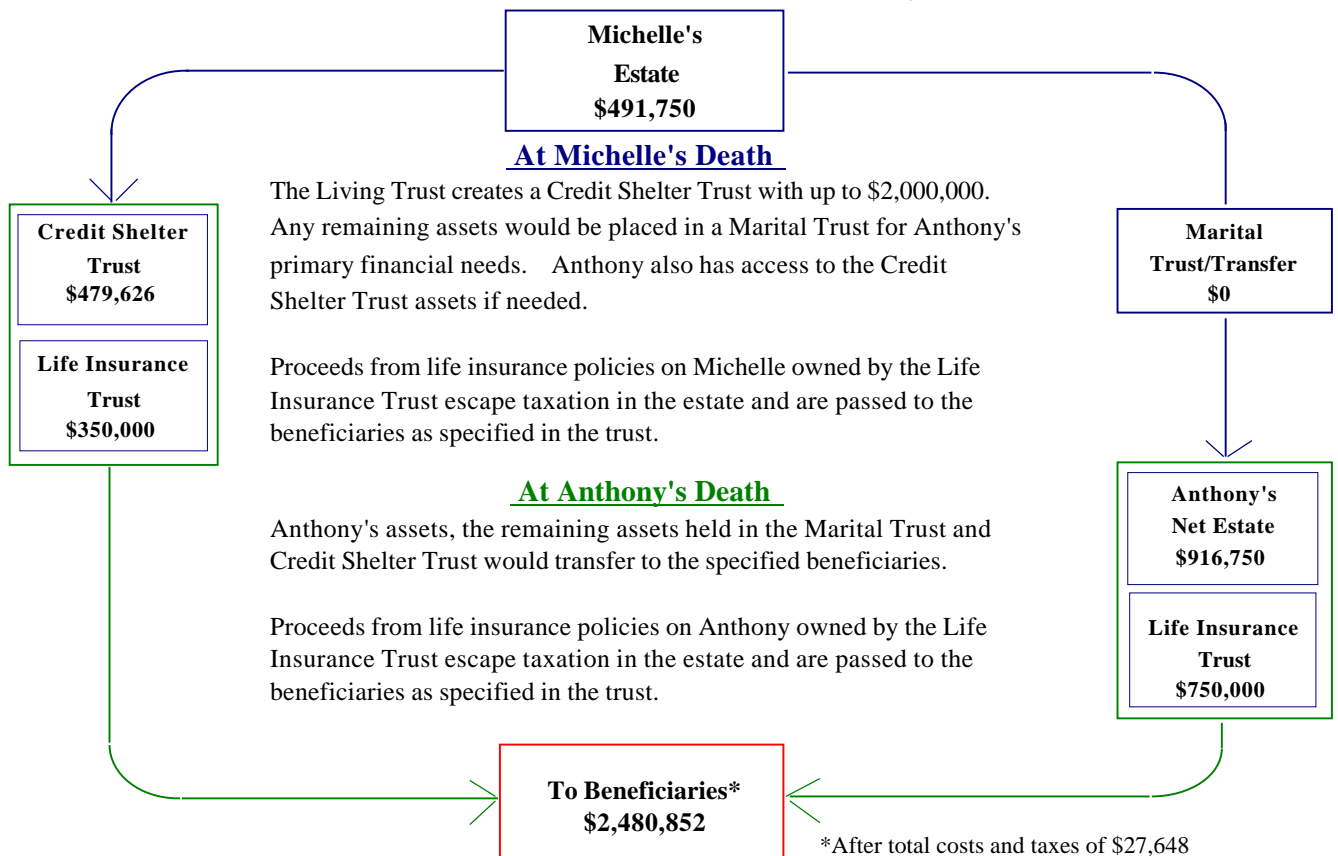 Michelle's
Estate
$491,750
At Michelle's Death
The Living Trust creates a Credit Shelter Trust with up to $2,000,000.
Any remaining assets would be placed in a Marital Trust for Anthony's
primary financial needs. Anthony also has access to the Credit
Shelter Trust assets if needed.
Proceeds from life insurance policies on Michelle owned by the Life
Insurance Trust escape taxation in the estate and are passed to the
beneficiaries as specified in the trust.
Credit Shelter
Trust
$479,626
Life Insurance
Trust
$350,000
Marital
Trust/Transfer
$0
At Anthony's Death
Anthony's assets, the remaining assets held in the Marital Trust and
Credit Shelter Trust would transfer to the specified beneficiaries.
Proceeds from life insurance policies on Anthony owned by the Life
Insurance Trust escape taxation in the estate and are passed to the
beneficiaries as specified in the trust.
Anthony's
Net Estate
$916,750
Life Insurance
Trust
$750,000
To Beneficiaries*
$2,480,852
*After total costs and taxes of $27,648